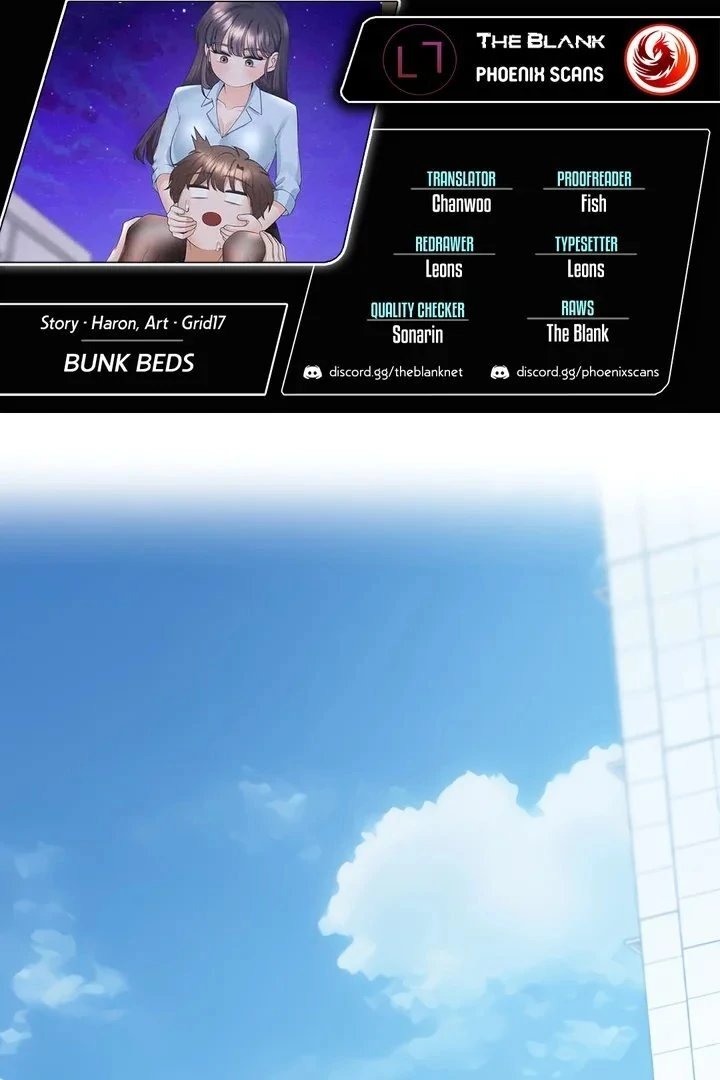 THE BLANK
PHOENIX SCANS
TRANSLATOR
Chanwoo
PROOFREADER
Fish
REDRAWER
Leons
TYPESETTER
Leons
QUALITY CHECKER
Sonarin
RAWS
The Blank
Story · Haron, Art · Grid17
BUNK BEDS
discord.gg/theblanknet
discord.gg/phoenixscans